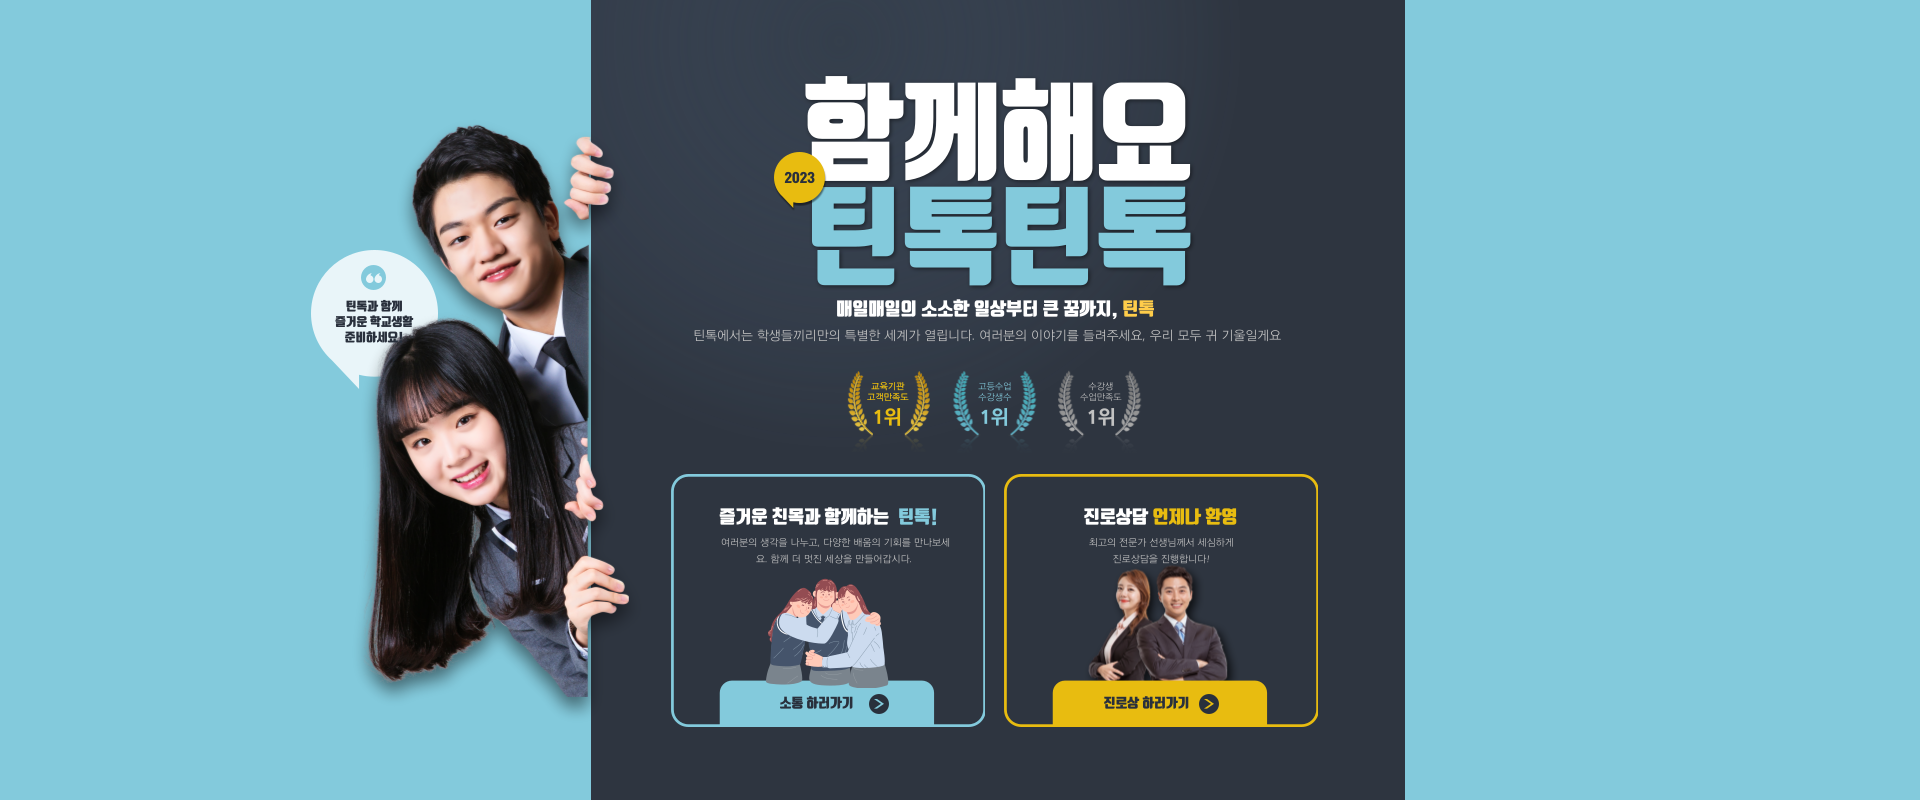 함께해요
2023
틴톡틴톡
매일매일의 소소한 일상부터 큰 꿈까지, 틴톡
틴톡에서는 학생들끼리만의 특별한 세계가 열립니다. 여러분의 이야기를 들려주세요, 우리 모두 귀 기울일게요
틴톡과 함께
즐거운 학교생활
준비하세요!
교육기관
고객만족도
1위
고등수업
수강생수
1위
수강생
수업만족도
1위
즐거운 친목과 함께하는 틴톡!
여러분의 생각을 나누고, 다양한 배움의 기회를 만나보세
요. 함께 더 멋진 세상을 만들어갑시다.
소통 하러가기
진로상담 언제나 환영
최고의 전문가 선생님께서 세심하게
진로상담을 진행합니다!
진로상 하러가기